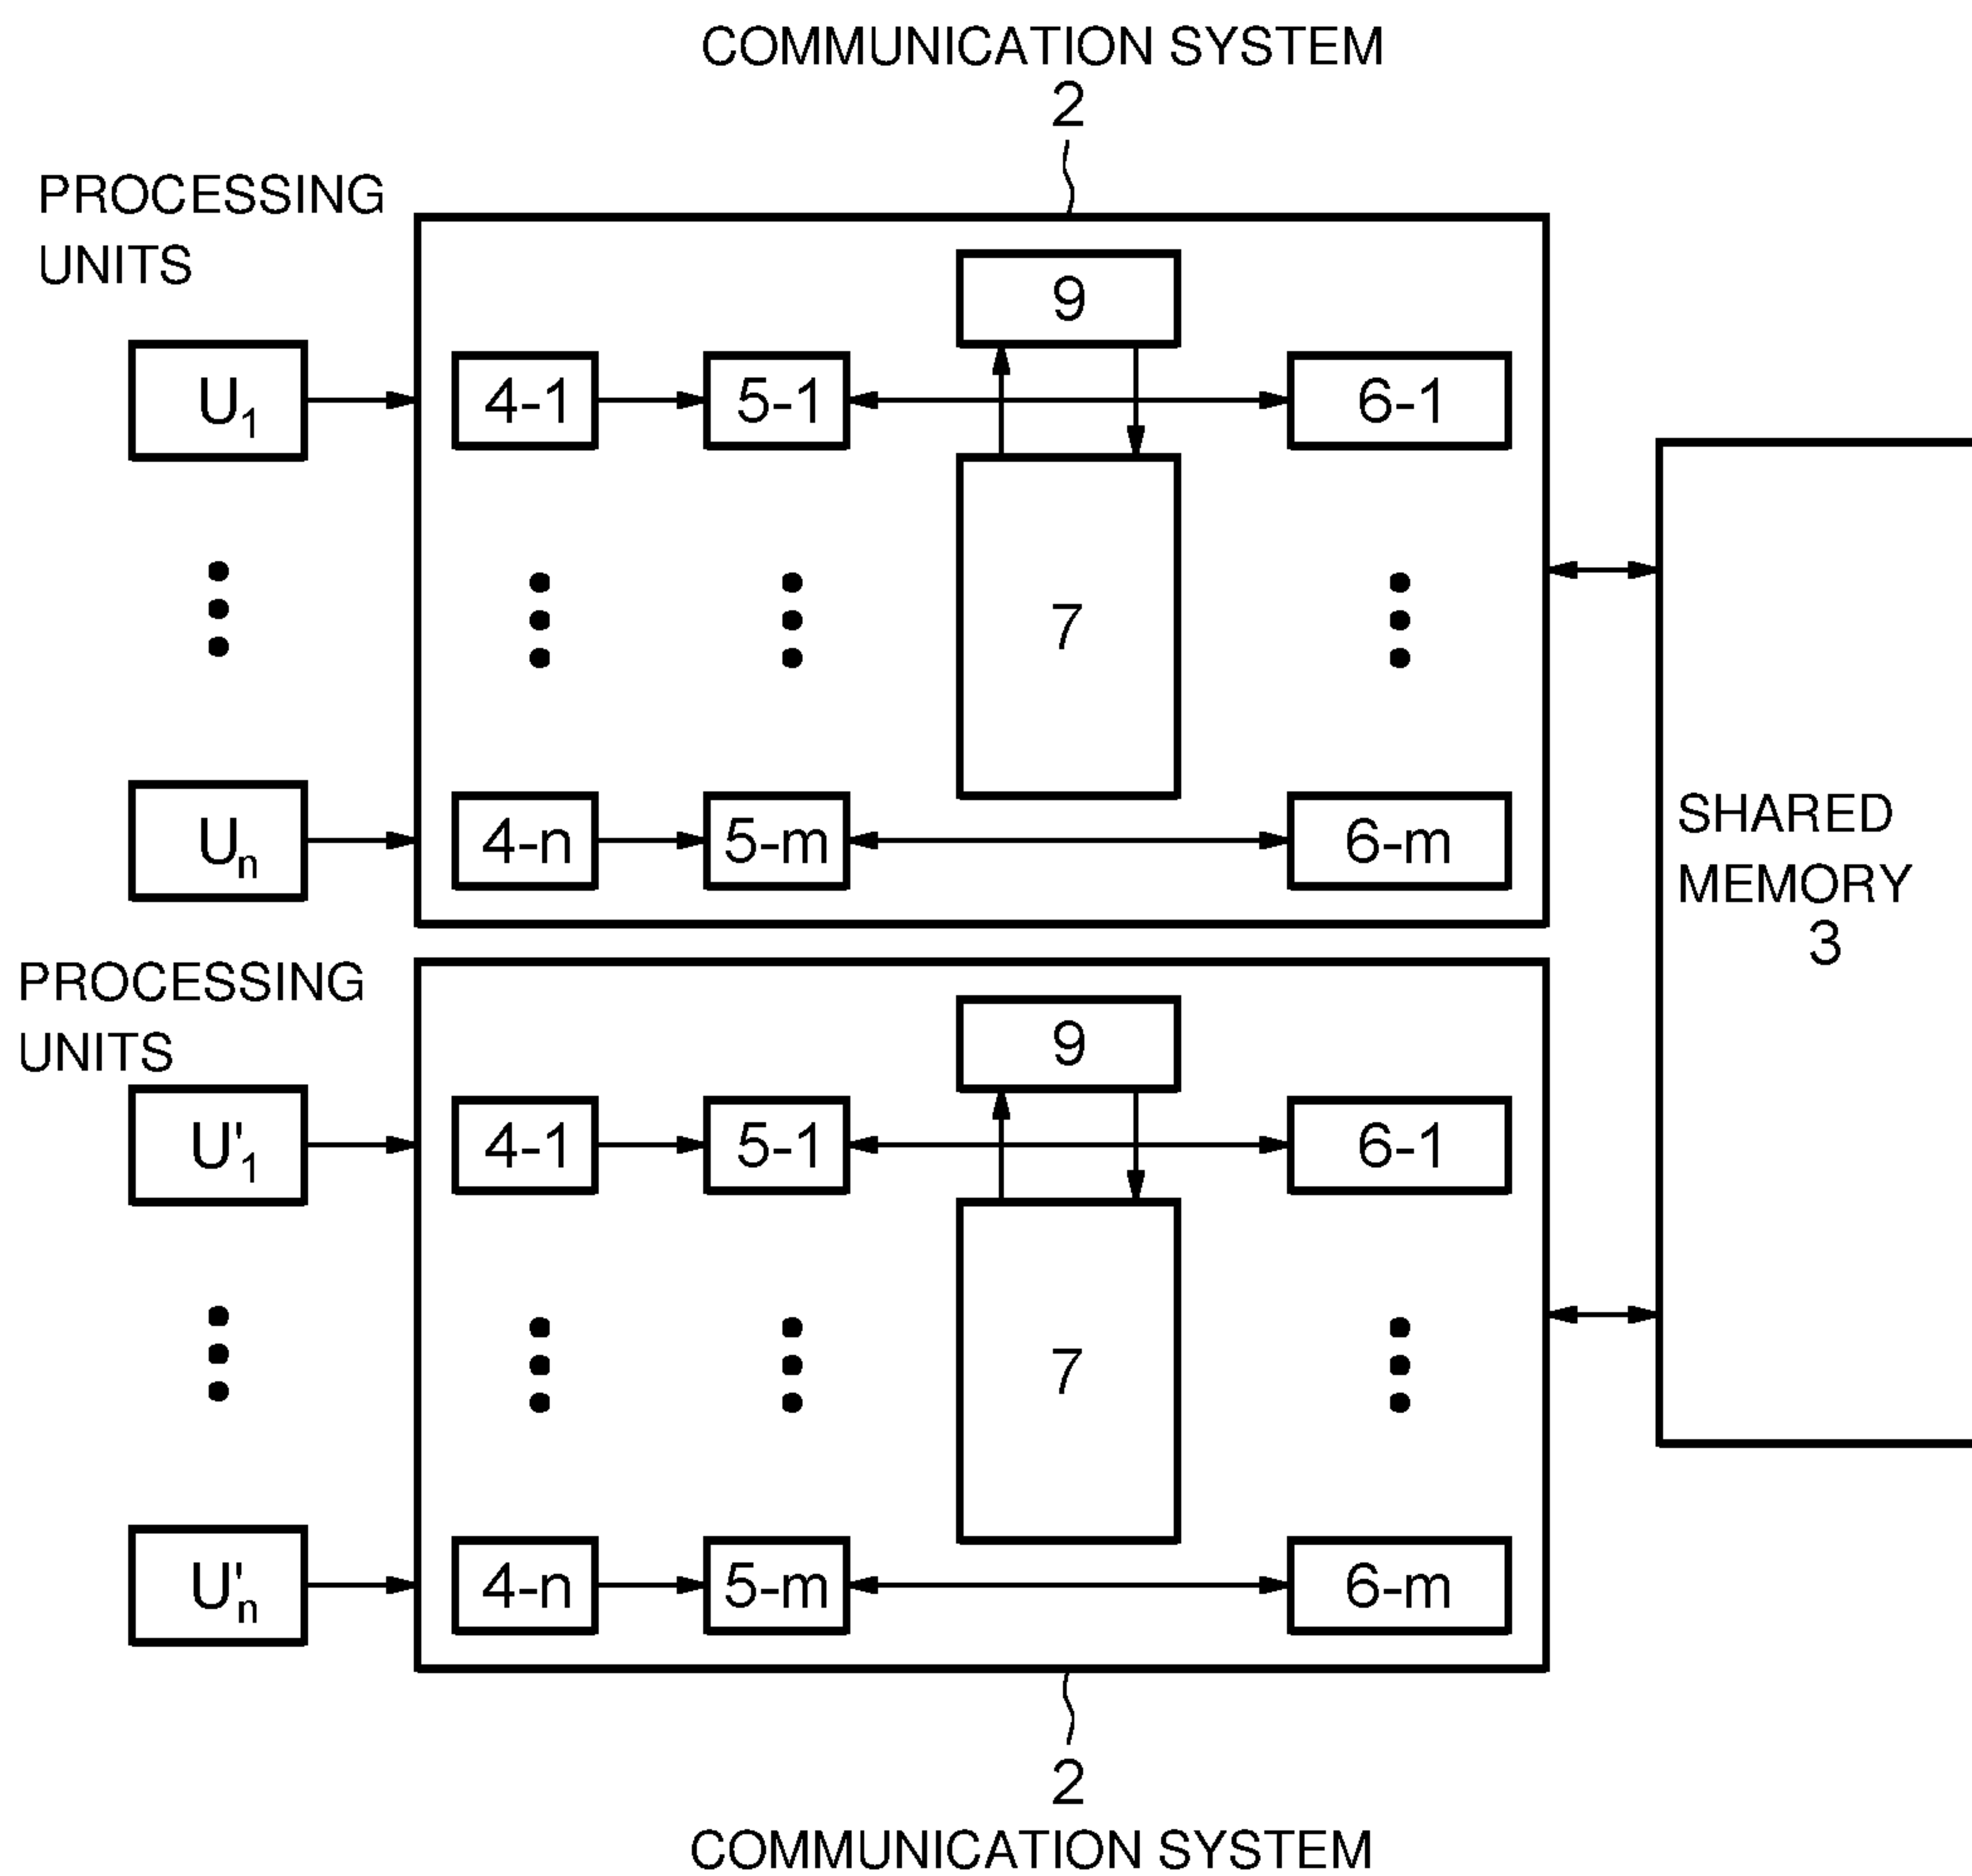 COMMUNICATION SYSTEM
2
PROCESSING
UNITS
9
U1
4-1
5-1
6-1
7
Un
4-n
5-m
6-m
SHARED
MEMORY
3
PROCESSING
UNITS
9
U'1
4-1
5-1
6-1
7
U'n
4-n
5-m
6-m
2
COMMUNICATION SYSTEM